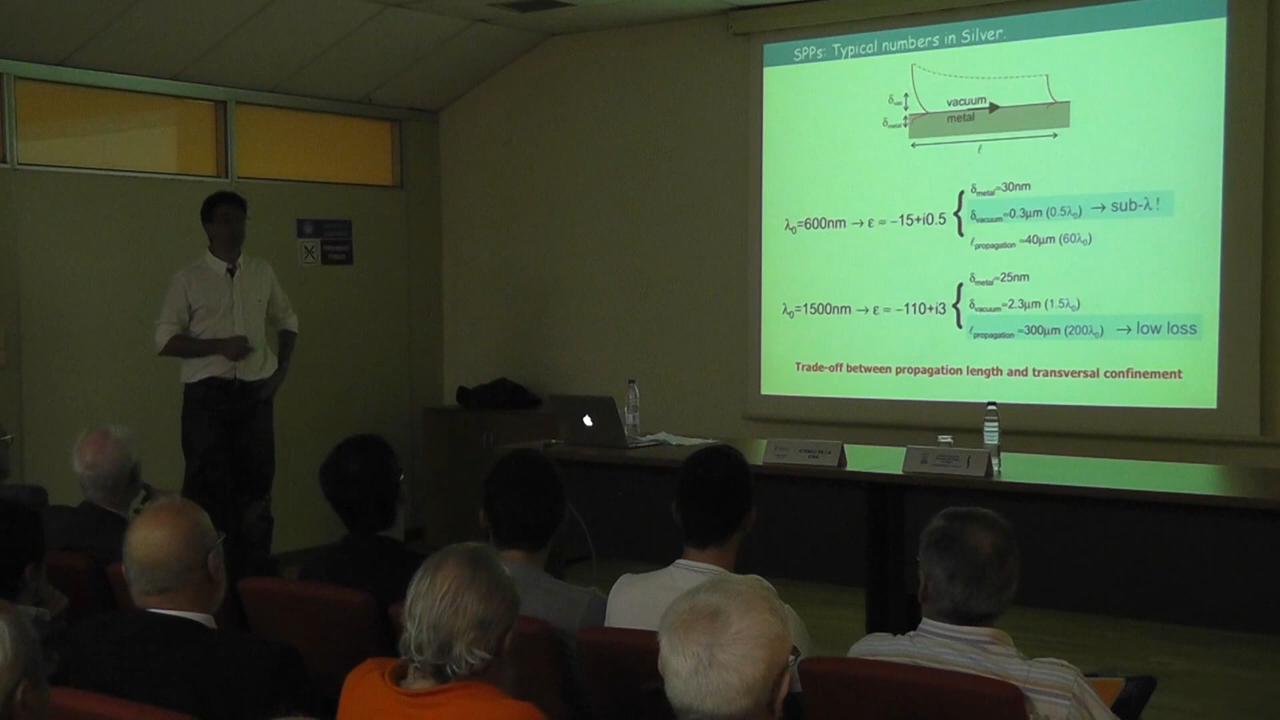 SPPs: Typical numbers in Silver.
δvac
vacuum
δmetal
metal
ℓ
δmetal=30nm
λ0=600nm → ε = −15+i0.5
δvacuum=0.3μm (0.5λ0) → sub-λ !
ℓpropagation =40μm (60λ0)
δmetal=25nm
λ0=1500nm → ε = −110+i3
δvacuum=2.3μm (1.5λ0)
ℓpropagation =300μm (200λ0) → low loss
Trade-off between propagation length and transversal confinement